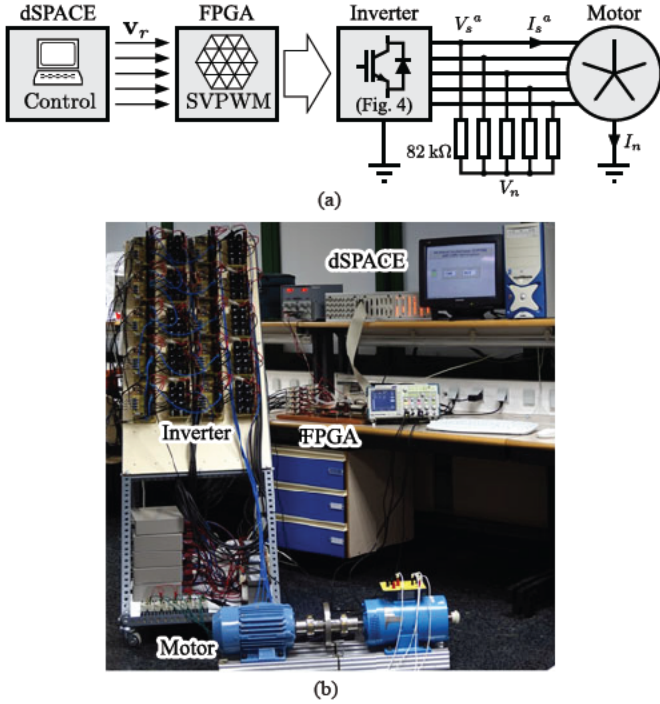 dSPACE FPGA Inverter Motor
v_r V_s^a I_s^a
Control SVPWM (Fig. 4)
82 kΩ I_n
V_n
(a)
dSPACE
Inverter FPGA
Motor
(b)